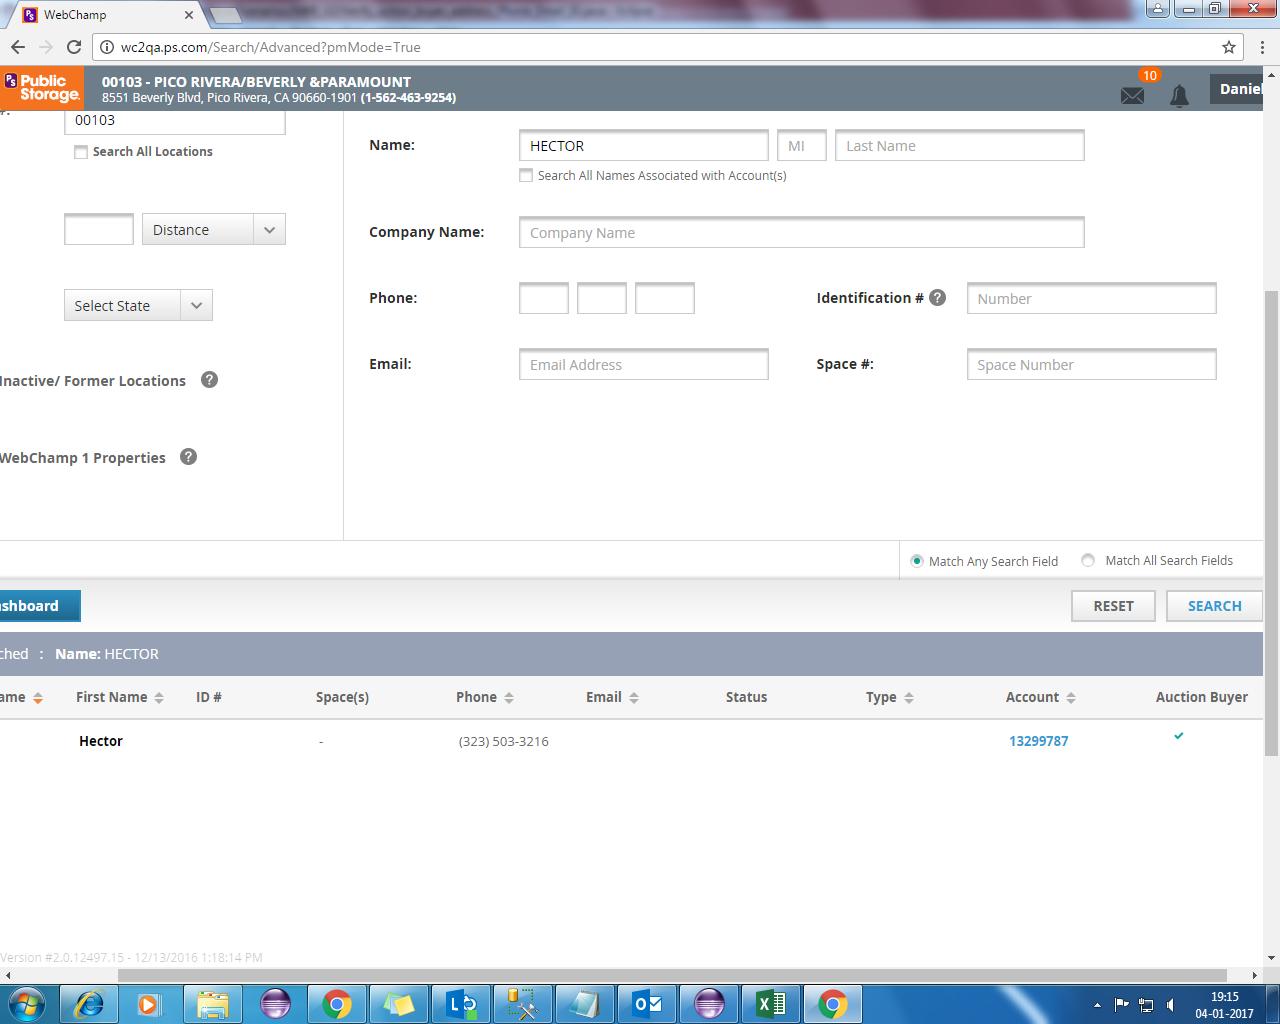 WebChamp
wc2qa.ps.com/Search/Advanced?pmMode=True
Public Storage
00103 - PICO RIVERA/BEVERLY &PARAMOUNT
8551 Beverly Blvd, Pico Rivera, CA 90660-1901 (1-562-463-9254)
10
Daniel
00103
Search All Locations
Name:
HECTOR
MI
Last Name
Search All Names Associated with Account(s)
Distance
Company Name:
Company Name
Select State
Phone:
Identification #
?
Number
Email:
Email Address
Space #:
Space Number
Inactive/ Former Locations
?
WebChamp 1 Properties
?
Match Any Search Field
Match All Search Fields
shboard
RESET
SEARCH
ched : Name: HECTOR
ame First Name ID # Space(s) Phone Email Status Type Account Auction Buyer
Hector - (323) 503-3216 13299787
Version #2.0.12497.15 - 12/13/2016 1:18:14 PM
19:15
04-01-2017